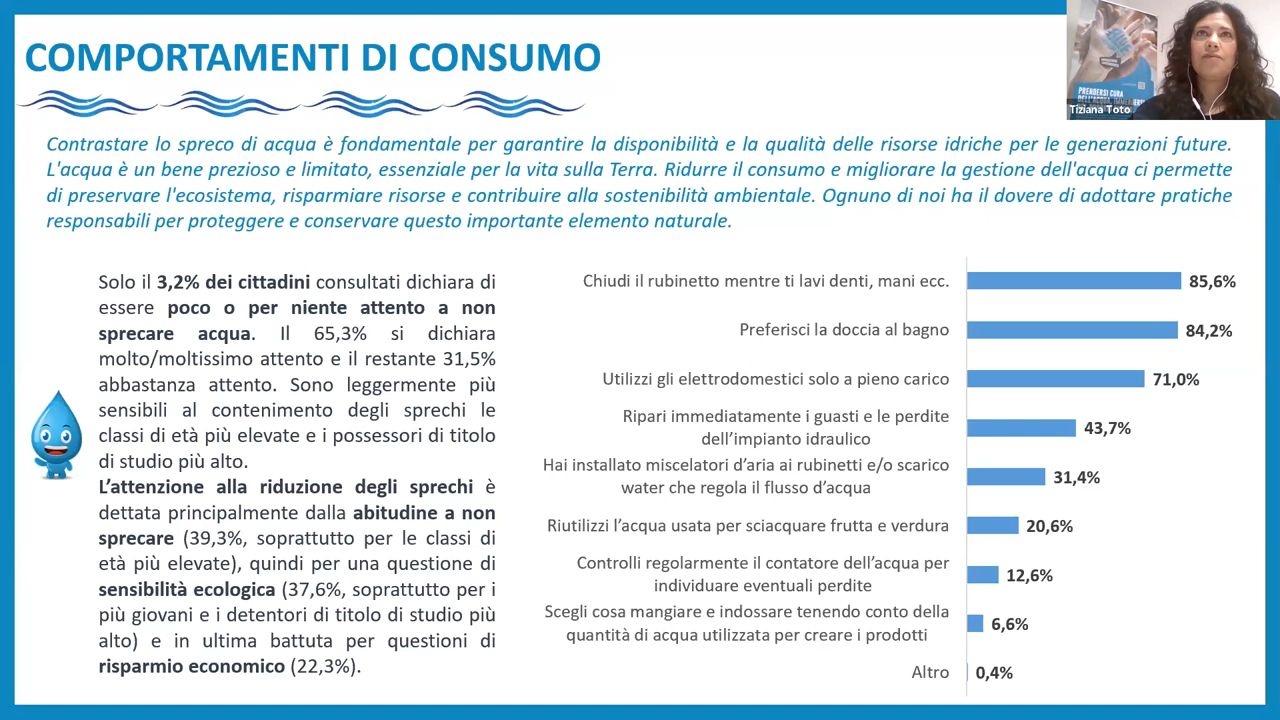 COMPORTAMENTI DI CONSUMO
PRENDERSI CURA
DELL'ACQUA,
Tiziana Toto
Contrastare lo spreco di acqua è fondamentale per garantire la disponibilità e la qualità delle risorse idriche per le generazioni future.
L'acqua è un bene prezioso e limitato, essenziale per la vita sulla Terra. Ridurre il consumo e migliorare la gestione dell'acqua ci permette
di preservare l'ecosistema, risparmiare risorse e contribuire alla sostenibilità ambientale. Ognuno di noi ha il dovere di adottare pratiche
responsabili per proteggere e conservare questo importante elemento naturale.
Solo il 3,2% dei cittadini consultati dichiara di
essere poco o per niente attento a non
sprecare acqua. Il 65,3% si dichiara
molto/moltissimo attento e il restante 31,5%
abbastanza attento. Sono leggermente più
sensibili al contenimento degli sprechi le
classi di età più elevate e i possessori di titolo
di studio più alto.
L’attenzione alla riduzione degli sprechi è
dettata principalmente dalla abitudine a non
sprecare (39,3%, soprattutto per le classi di
età più elevate), quindi per una questione di
sensibilità ecologica (37,6%, soprattutto per i
più giovani e i detentori di titolo di studio più
alto) e in ultima battuta per questioni di
risparmio economico (22,3%).
Chiudi il rubinetto mentre ti lavi denti, mani ecc. 85,6%
Preferisci la doccia al bagno 84,2%
Utilizzi gli elettrodomestici solo a pieno carico 71,0%
Ripari immediatamente i guasti e le perdite
dell’impianto idraulico 43,7%
Hai installato miscelatori d’aria ai rubinetti e/o scarico
water che regola il flusso d’acqua 31,4%
Riutilizzi l’acqua usata per sciacquare frutta e verdura 20,6%
Controlli regolarmente il contatore dell’acqua per
individuare eventuali perdite 12,6%
Scegli cosa mangiare e indossare tenendo conto della
quantità di acqua utilizzata per creare i prodotti 6,6%
Altro 0,4%